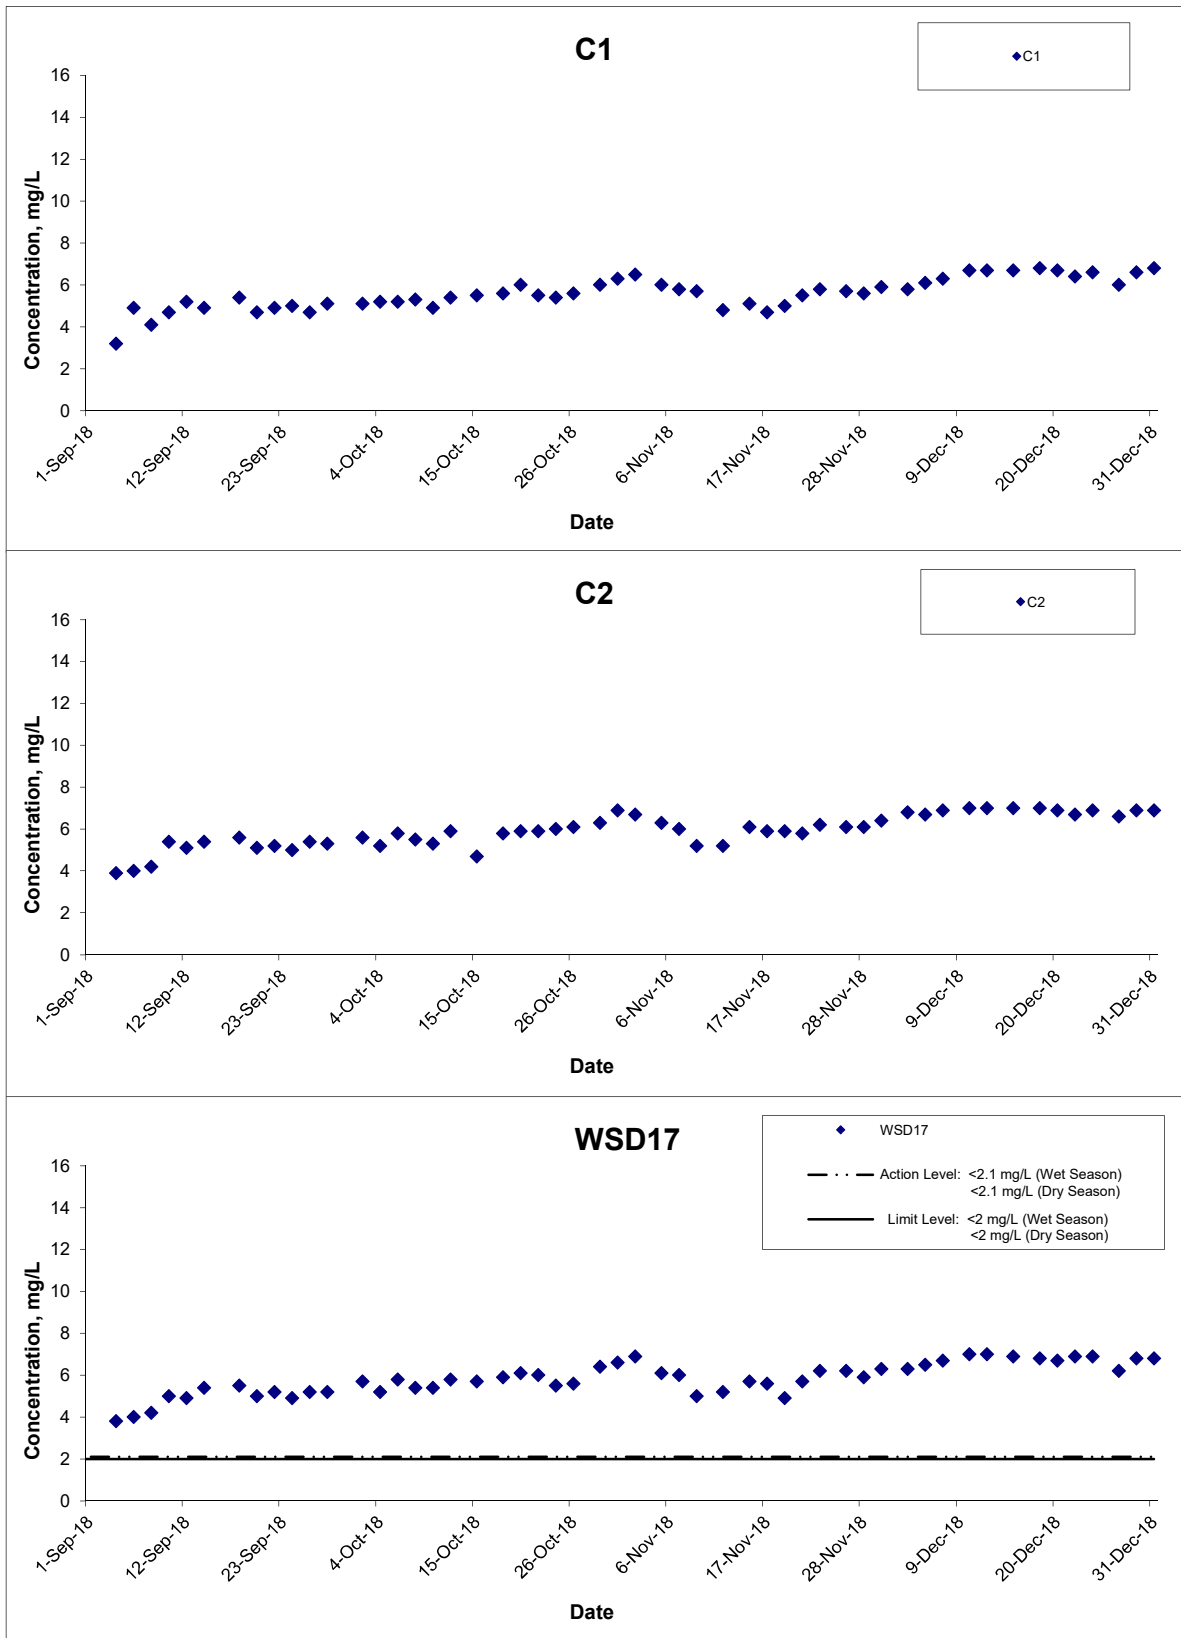 C1
C1
16
14
12
10
8
6
4
2
0
Concentration, mg/L
1-Sep-18
12-Sep-18
23-Sep-18
4-Oct-18
15-Oct-18
26-Oct-18
6-Nov-18
17-Nov-18
28-Nov-18
9-Dec-18
20-Dec-18
31-Dec-18
Date
C2
C2
16
14
12
10
8
6
4
2
0
Concentration, mg/L
1-Sep-18
12-Sep-18
23-Sep-18
4-Oct-18
15-Oct-18
26-Oct-18
6-Nov-18
17-Nov-18
28-Nov-18
9-Dec-18
20-Dec-18
31-Dec-18
Date
WSD17
WSD17
Action Level: <2.1 mg/L (Wet Season)
<2.1 mg/L (Dry Season)
Limit Level: <2 mg/L (Wet Season)
<2 mg/L (Dry Season)
16
14
12
10
8
6
4
2
0
Concentration, mg/L
1-Sep-18
12-Sep-18
23-Sep-18
4-Oct-18
15-Oct-18
26-Oct-18
6-Nov-18
17-Nov-18
28-Nov-18
9-Dec-18
20-Dec-18
31-Dec-18
Date